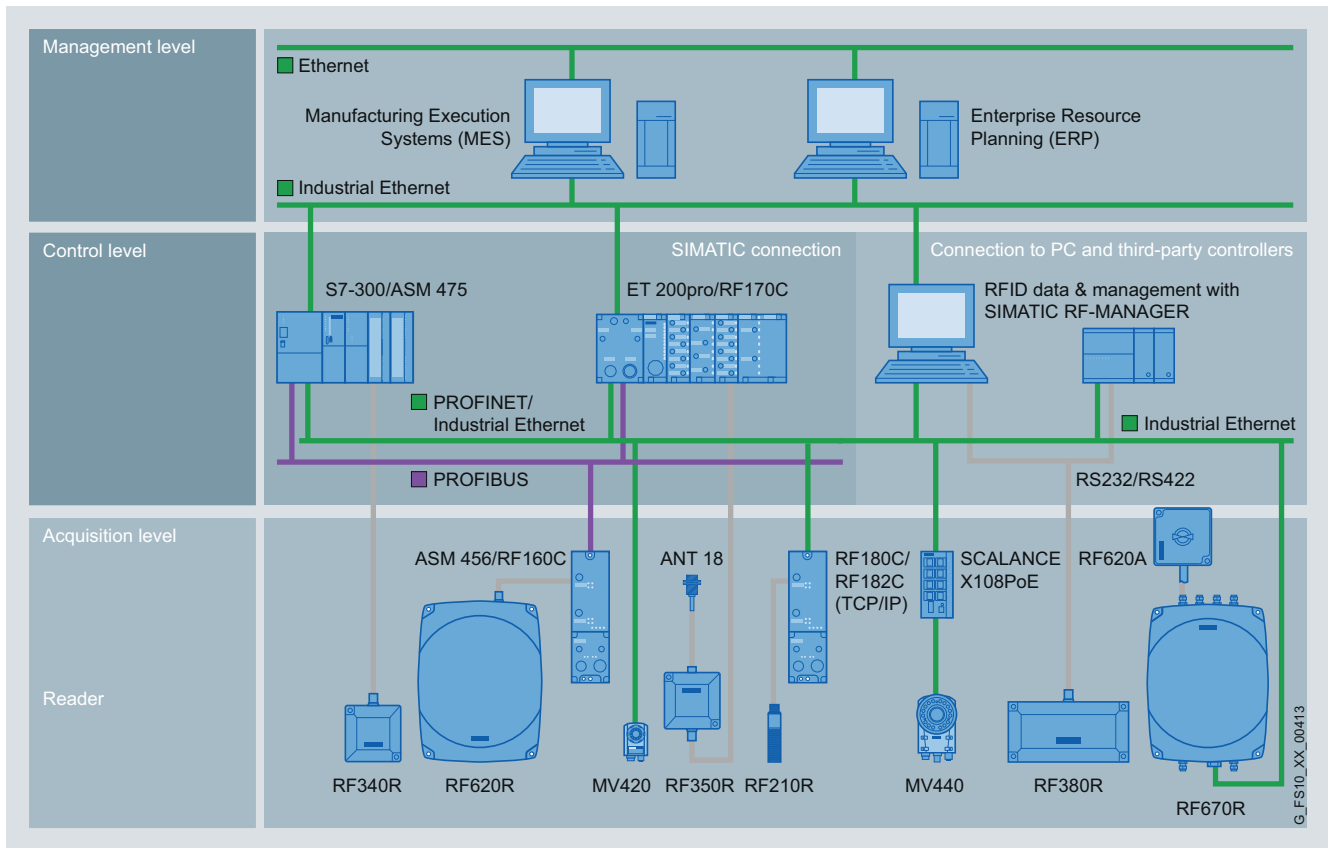 Management level
Ethernet
Manufacturing Execution
Systems (MES)
Enterprise Resource
Planning (ERP)
Industrial Ethernet
Control level
SIMATIC connection
Connection to PC and third-party controllers
S7-300/ASM 475
ET 200pro/RF170C
RFID data & management with
SIMATIC RF-MANAGER
PROFINET/
Industrial Ethernet
Industrial Ethernet
PROFIBUS
RS232/RS422
Acquisition level
ASM 456/RF160C
ANT 18
RF180C/
RF182C
(TCP/IP)
SCALANCE
X108PoE
RF620A
Reader
RF340R
RF620R
MV420
RF350R
RF210R
MV440
RF380R
RF670R
G_FS10_XX_00413